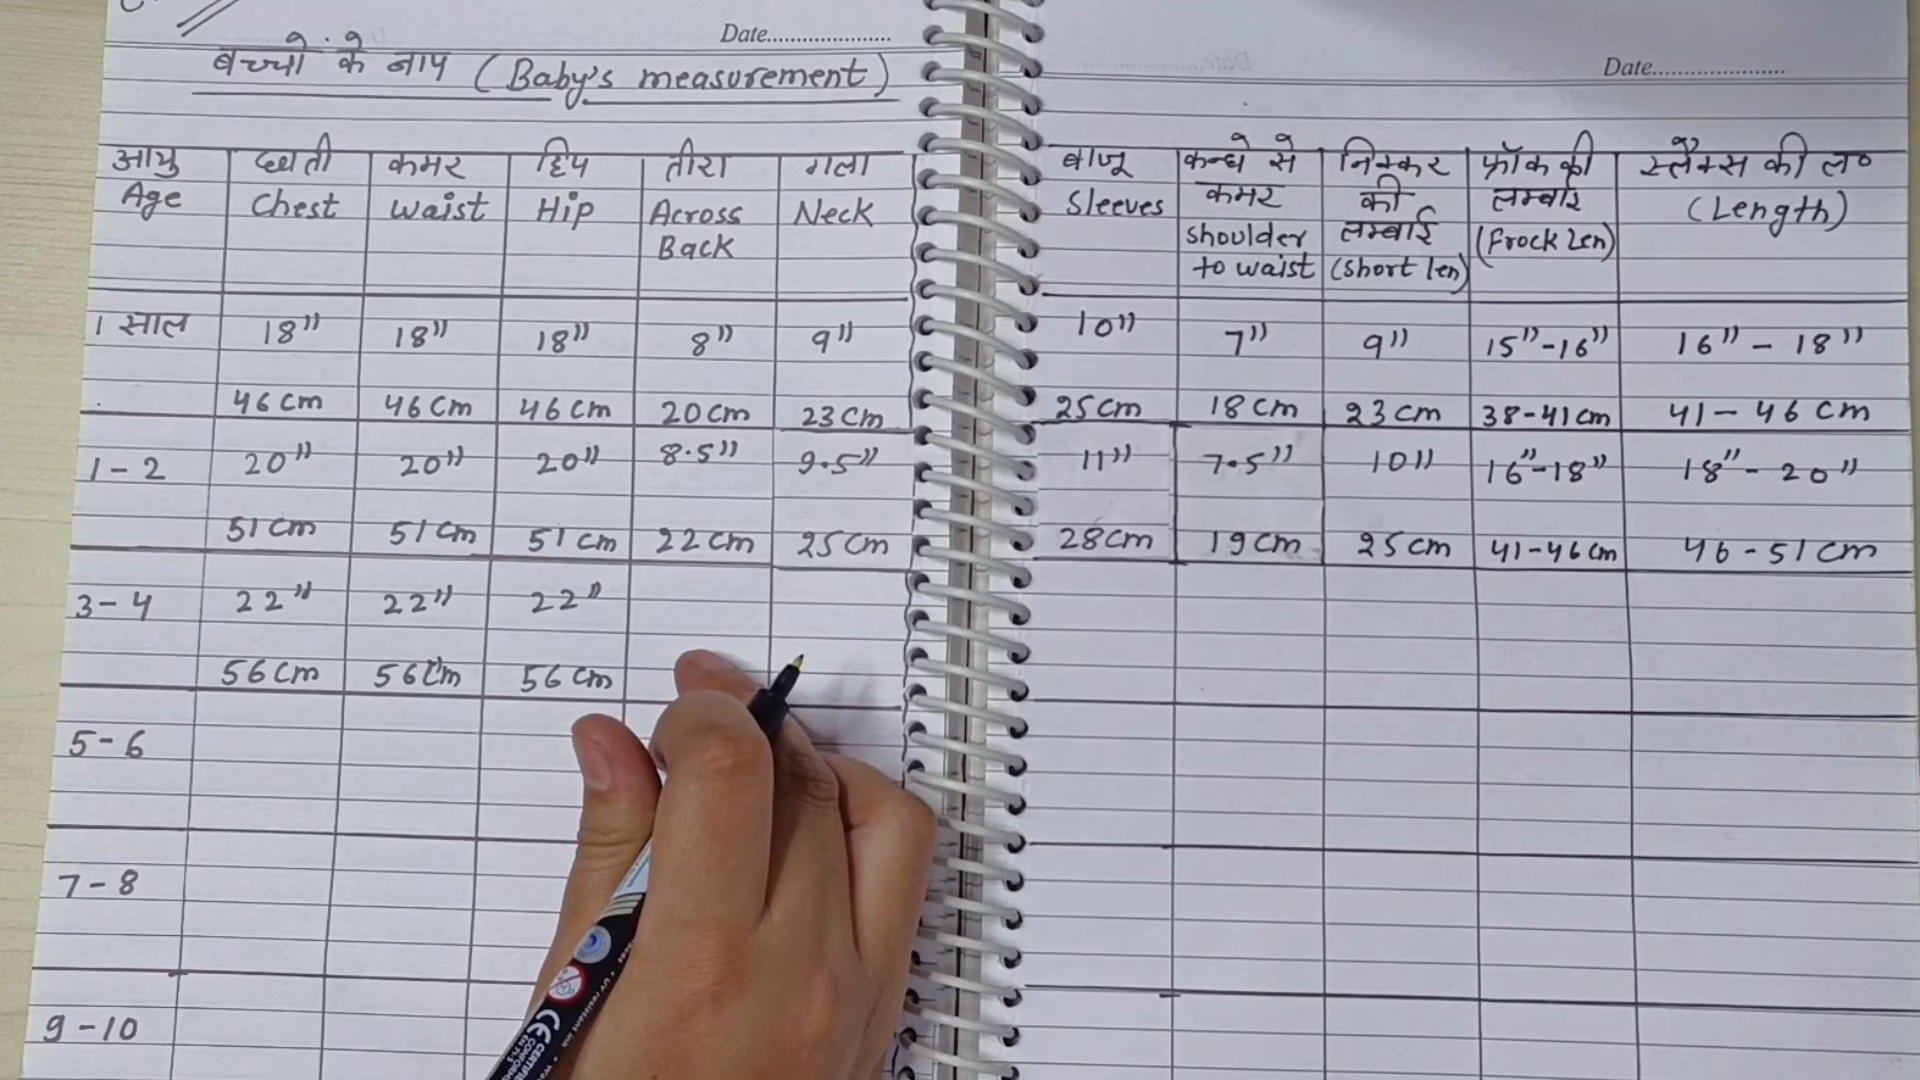 Date....................
बच्चो के नाप (Baby's measurement)
आयु छाती कमर हिप तीरा गला
Age Chest waist Hip Across Back Neck
1 साल 18" 18" 18" 8" 9"
46 cm 46 cm 46 cm 20 cm 23 cm
1-2 20" 20" 20" 8.5" 9.5"
51 cm 51 cm 51 cm 22 cm 25 cm
3-4 22" 22" 22"
56 cm 56 cm 56 cm
5-6
7-8
9-10
Date....................
बाजू कन्धे से कमर निक्कर की लम्बाई फ्रॉक की लम्बाई स्लैक्स की ल०
Sleeves shoulder to waist (short len) (Frock Len) (Length)
10" 7" 9" 15"-16" 16" - 18"
25 cm 18 cm 23 cm 38-41 cm 41 - 46 cm
11" 7.5" 10" 16"-18" 18" - 20"
28 cm 19 cm 25 cm 41-46 cm 46 - 51 cm
CE